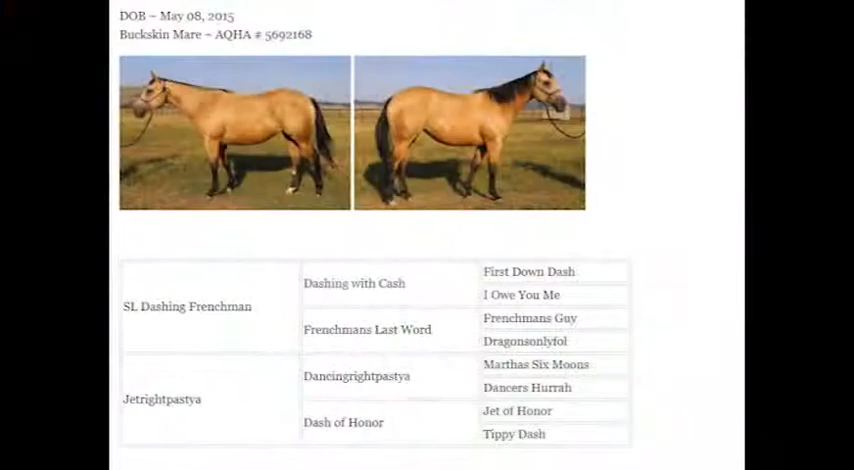 DOB – May 08, 2015
Buckskin Mare – AQHA # 5692168
First Down Dash
Dashing with Cash
I Owe You Me
SL Dashing Frenchman
Frenchmans Guy
Frenchmans Last Word
Dragonsonlyfol
Marthas Six Moons
Dancingrightpastya
Dancers Hurrah
Jetrightpastya
Jet of Honor
Dash of Honor
Tippy Dash